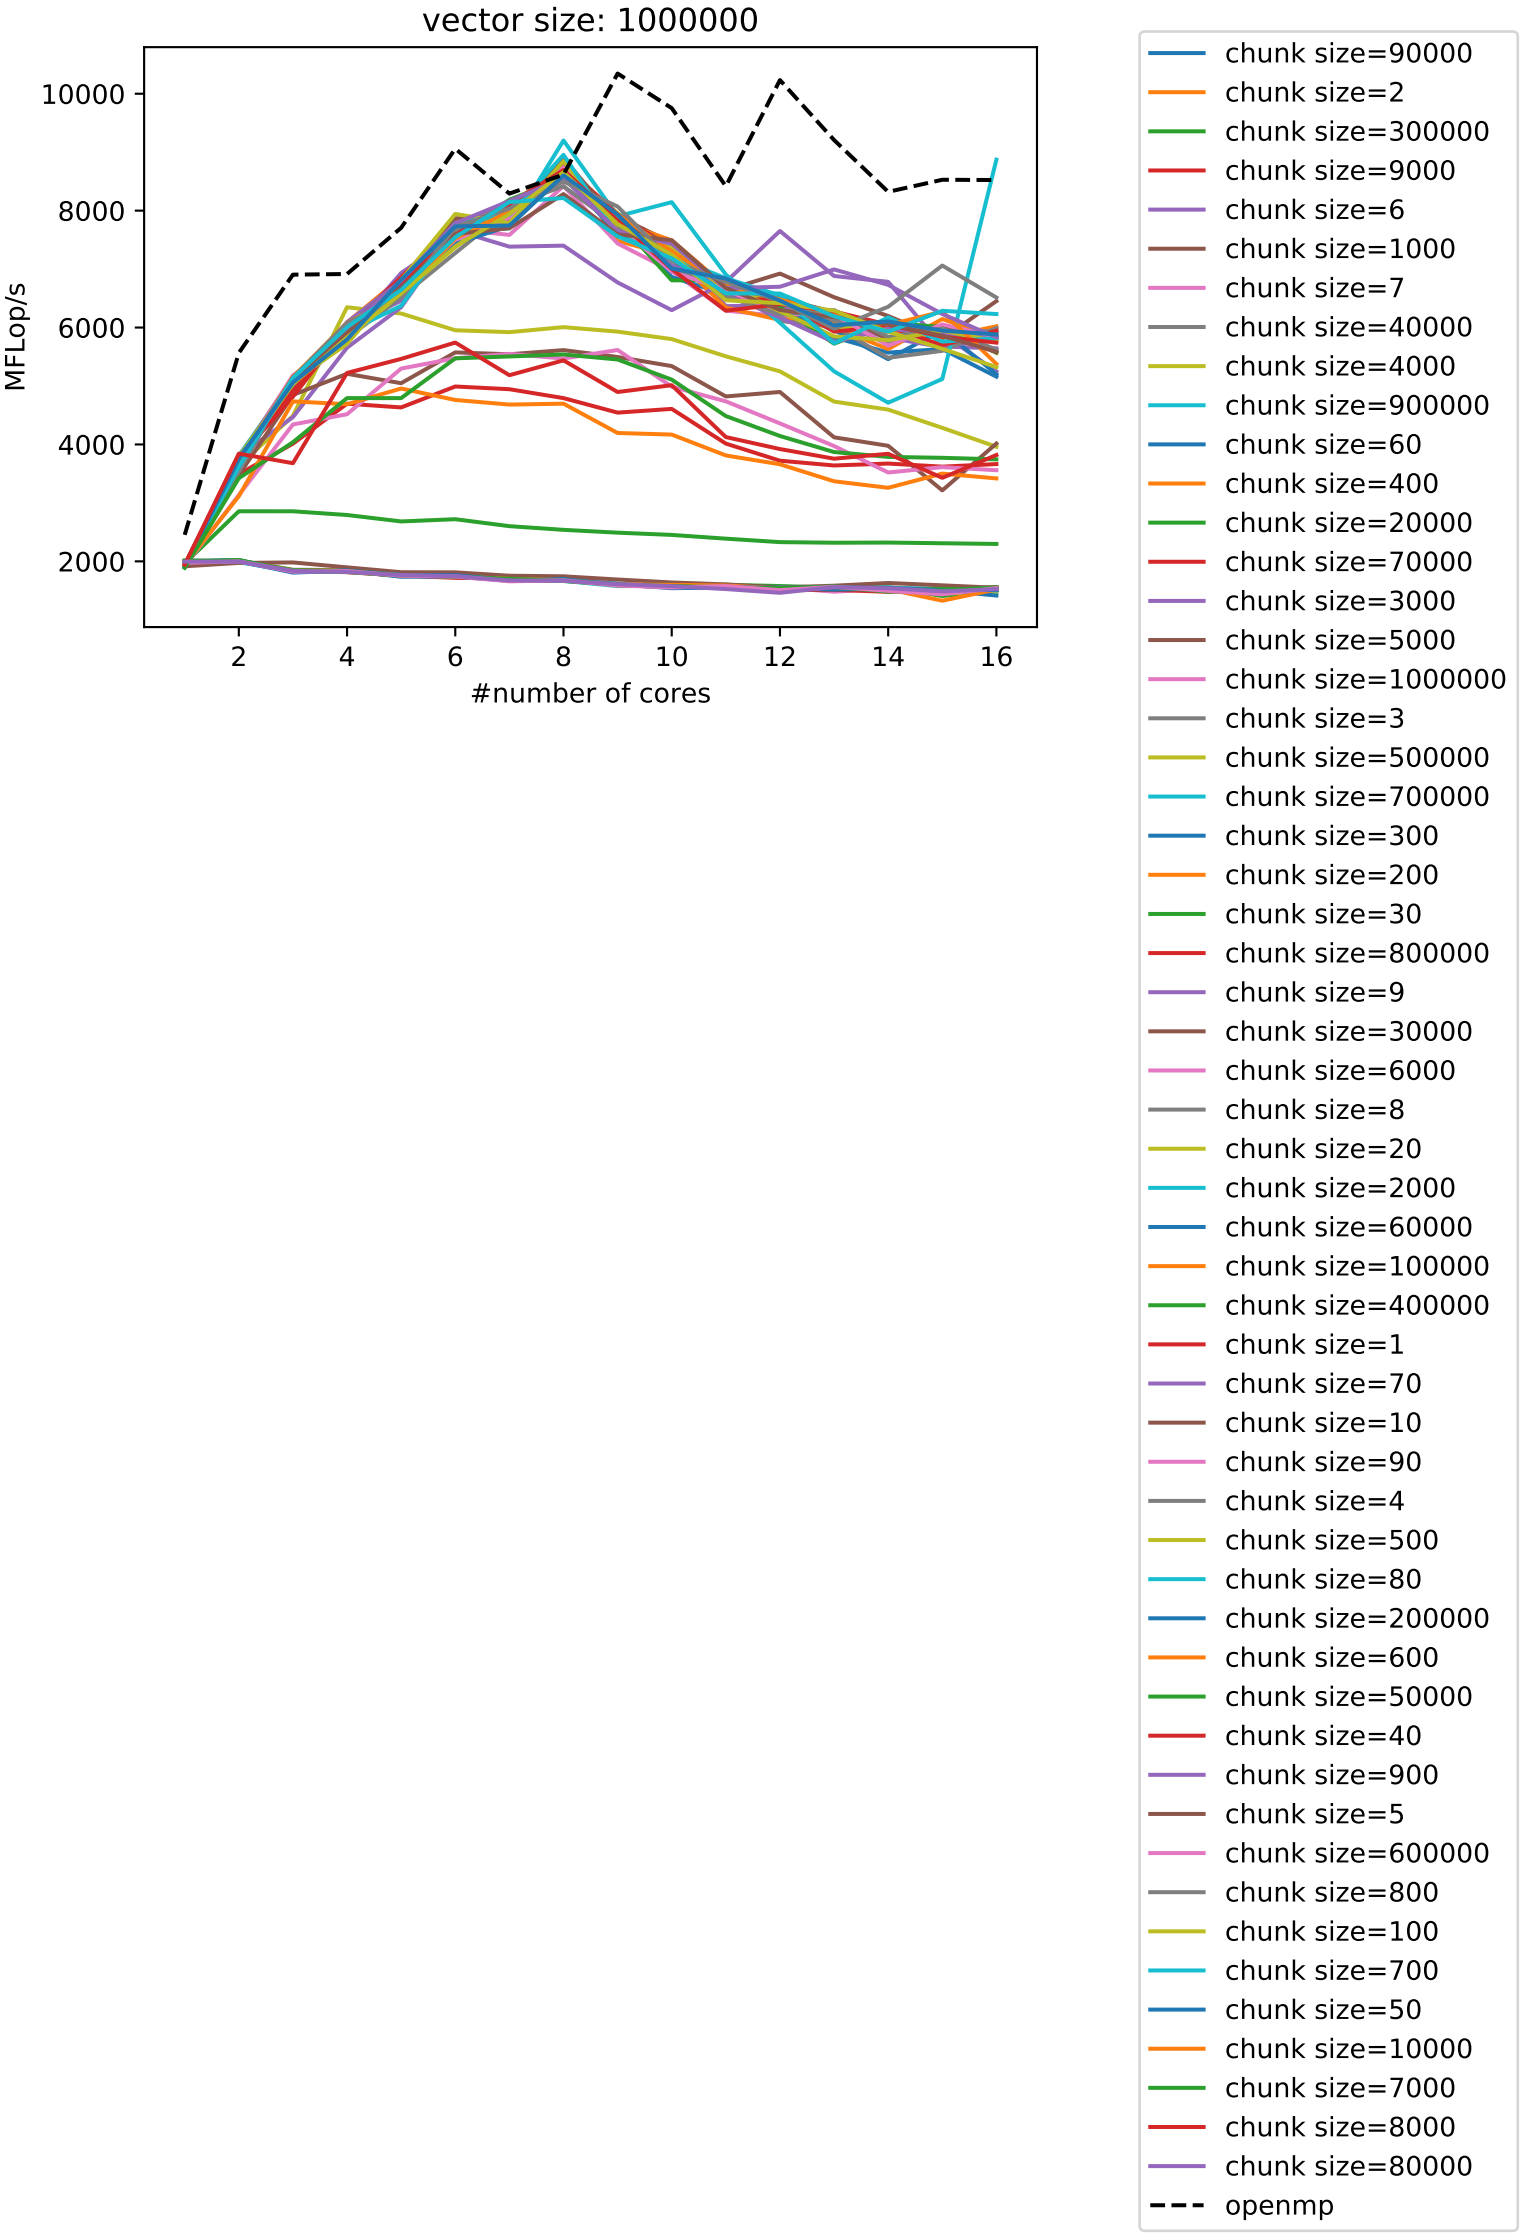 vector size: 1000000
10000
8000
6000
4000
2000
MFLop/s
2 4 6 8 10 12 14 16
#number of cores
chunk size=90000
chunk size=2
chunk size=300000
chunk size=9000
chunk size=6
chunk size=1000
chunk size=7
chunk size=40000
chunk size=4000
chunk size=900000
chunk size=60
chunk size=400
chunk size=20000
chunk size=70000
chunk size=3000
chunk size=5000
chunk size=1000000
chunk size=3
chunk size=500000
chunk size=700000
chunk size=300
chunk size=200
chunk size=30
chunk size=800000
chunk size=9
chunk size=30000
chunk size=6000
chunk size=8
chunk size=20
chunk size=2000
chunk size=60000
chunk size=100000
chunk size=400000
chunk size=1
chunk size=70
chunk size=10
chunk size=90
chunk size=4
chunk size=500
chunk size=80
chunk size=200000
chunk size=600
chunk size=50000
chunk size=40
chunk size=900
chunk size=5
chunk size=600000
chunk size=800
chunk size=100
chunk size=700
chunk size=50
chunk size=10000
chunk size=7000
chunk size=8000
chunk size=80000
openmp